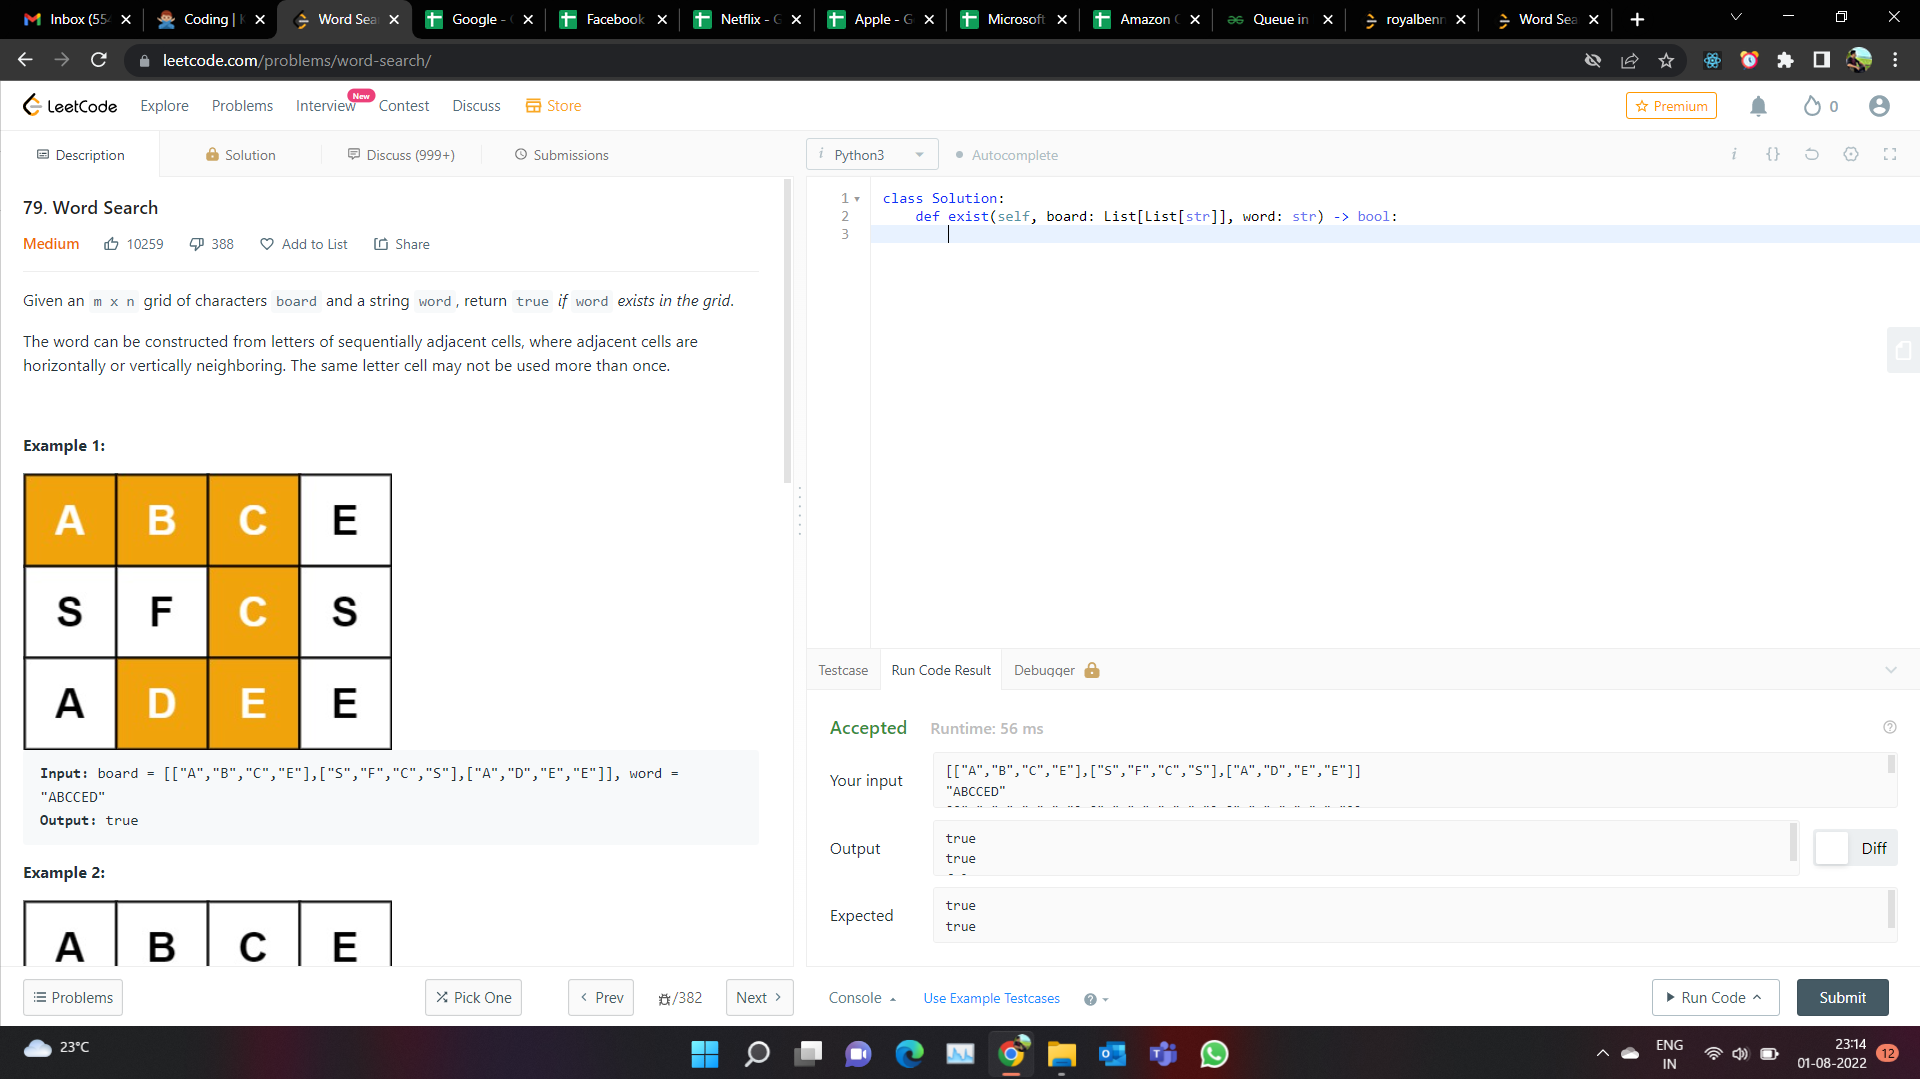 Inbox (554
Coding | K
Word Sear
Google - G
Facebook
Netflix - G
Apple - G
Microsoft
Amazon
Queue in
royalbenn
Word Sea
leetcode.com/problems/word-search/
LeetCode
Explore
Problems
Interview
New
Contest
Discuss
Store
Premium
0
Description
Solution
Discuss (999+)
Submissions
i Python3
Autocomplete
i {}
79. Word Search
Medium
10259
388
Add to List
Share
Given an m x n grid of characters board and a string word, return true if word exists in the grid.
The word can be constructed from letters of sequentially adjacent cells, where adjacent cells are
horizontally or vertically neighboring. The same letter cell may not be used more than once.
Example 1:
A B C E
S F C S
A D E E
Input: board = [["A","B","C","E"],["S","F","C","S"],["A","D","E","E"]], word =
"ABCCED"
Output: true
Example 2:
A B C E
Problems
Pick One
Prev
/382
Next
1 class Solution:
2 def exist(self, board: List[List[str]], word: str) -> bool:
3
Testcase
Run Code Result
Debugger
Accepted
Runtime: 56 ms
Your input
[["A","B","C","E"],["S","F","C","S"],["A","D","E","E"]]
"ABCCED"
Output
true
true
Diff
Expected
true
true
Console
Use Example Testcases
Run Code
Submit
23°C
ENG
IN
23:14
01-08-2022
12